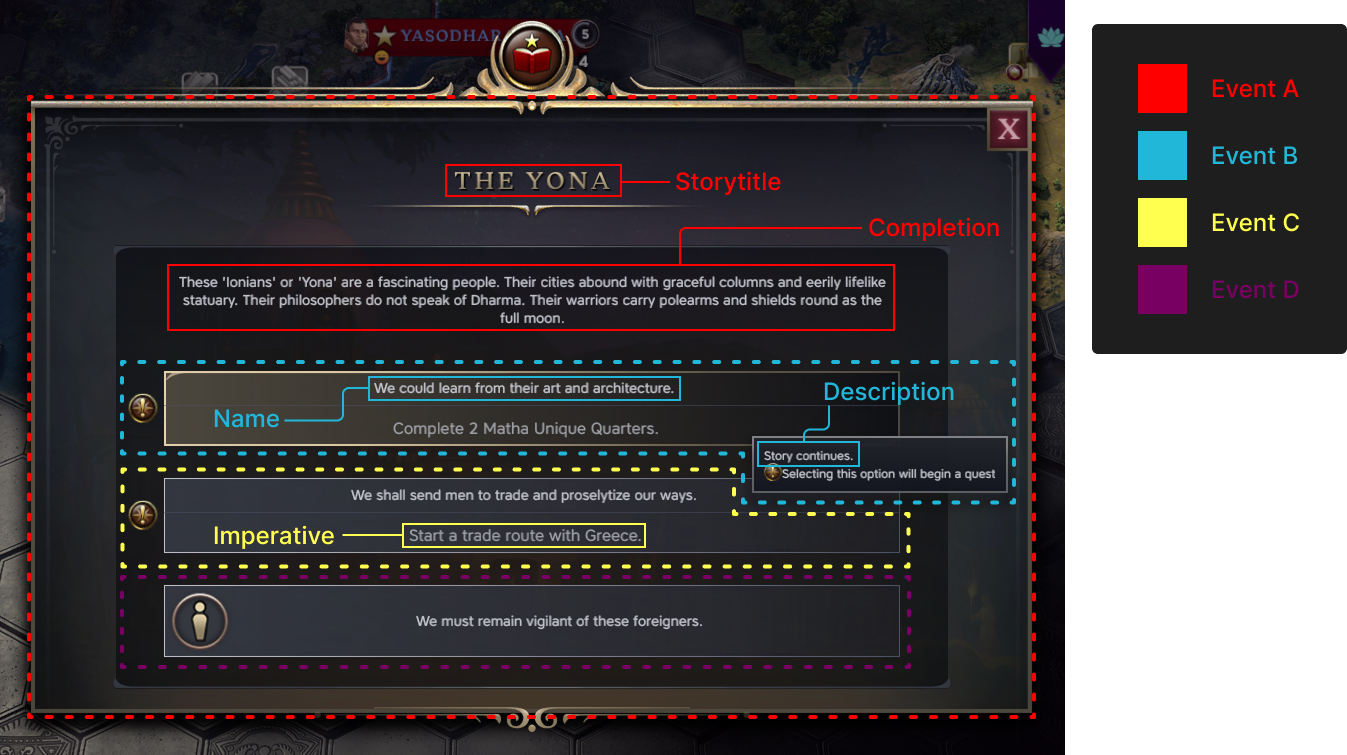 YASODHAR
5
4
X
THE YONA
Storytitle
Completion
These 'Ionians' or 'Yona' are a fascinating people. Their cities abound with graceful columns and eerily lifelike
statuary. Their philosophers do not speak of Dharma. Their warriors carry polearms and shields round as the
full moon.
We could learn from their art and architecture.
Description
Name
Complete 2 Matha Unique Quarters.
Story continues.
Selecting this option will begin a quest
We shall send men to trade and proselytize our ways.
Imperative
Start a trade route with Greece.
We must remain vigilant of these foreigners.
Event A
Event B
Event C
Event D